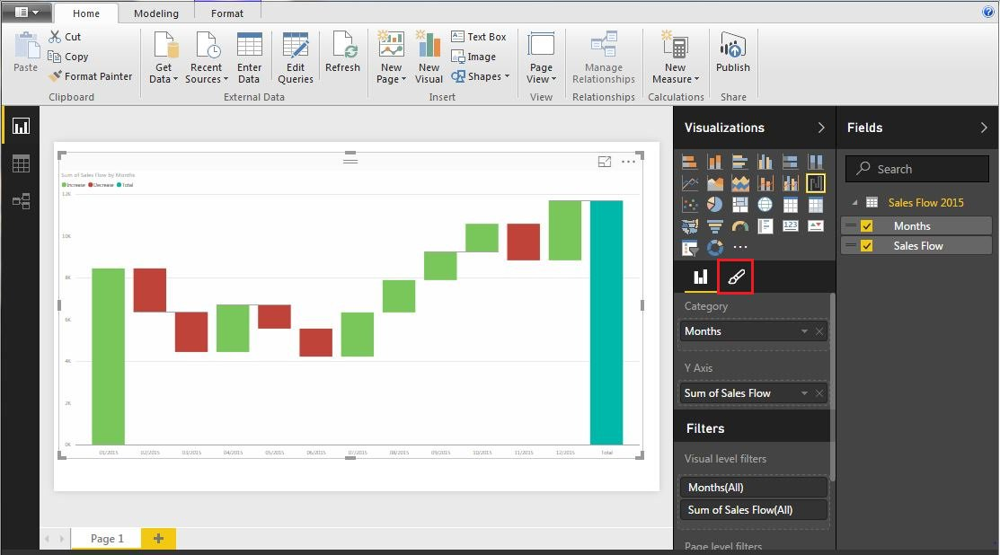 Home Modeling Format
Cut
Copy
Format Painter
Paste
Clipboard
Get Data
Recent Sources
Enter Data
External Data
Edit Queries
Refresh
New Page
New Visual
Text Box
Image
Shapes
Insert
Page View
View
Manage Relationships
Relationships
New Measure
Calculations
Publish
Share
Sum of Sales Flow by Months
Increase Decrease Total
12K
10K
8K
6K
4K
2K
0K
01/2015 02/2015 03/2015 04/2015 05/2015 06/2015 07/2015 08/2015 09/2015 10/2015 11/2015 12/2015 Total
Page 1
Visualizations
123
Category
Months
Y Axis
Sum of Sales Flow
Filters
Visual level filters
Months(All)
Sum of Sales Flow(All)
Page level filters
Fields
Search
Sales Flow 2015
Months
Sales Flow